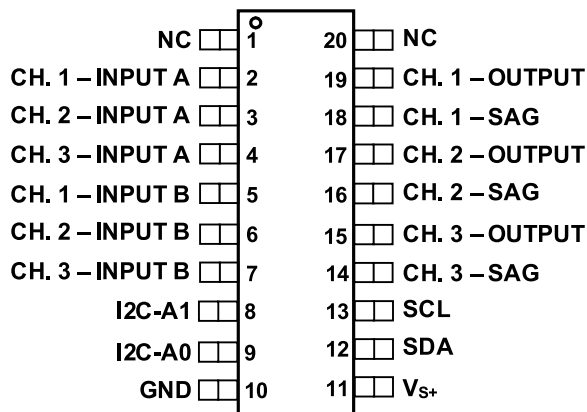 NC 1 20 NC
CH. 1 – INPUT A 2 19 CH. 1 – OUTPUT
CH. 2 – INPUT A 3 18 CH. 1 – SAG
CH. 3 – INPUT A 4 17 CH. 2 – OUTPUT
CH. 1 – INPUT B 5 16 CH. 2 – SAG
CH. 2 – INPUT B 6 15 CH. 3 – OUTPUT
CH. 3 – INPUT B 7 14 CH. 3 – SAG
I2C-A1 8 13 SCL
I2C-A0 9 12 SDA
GND 10 11 VS+